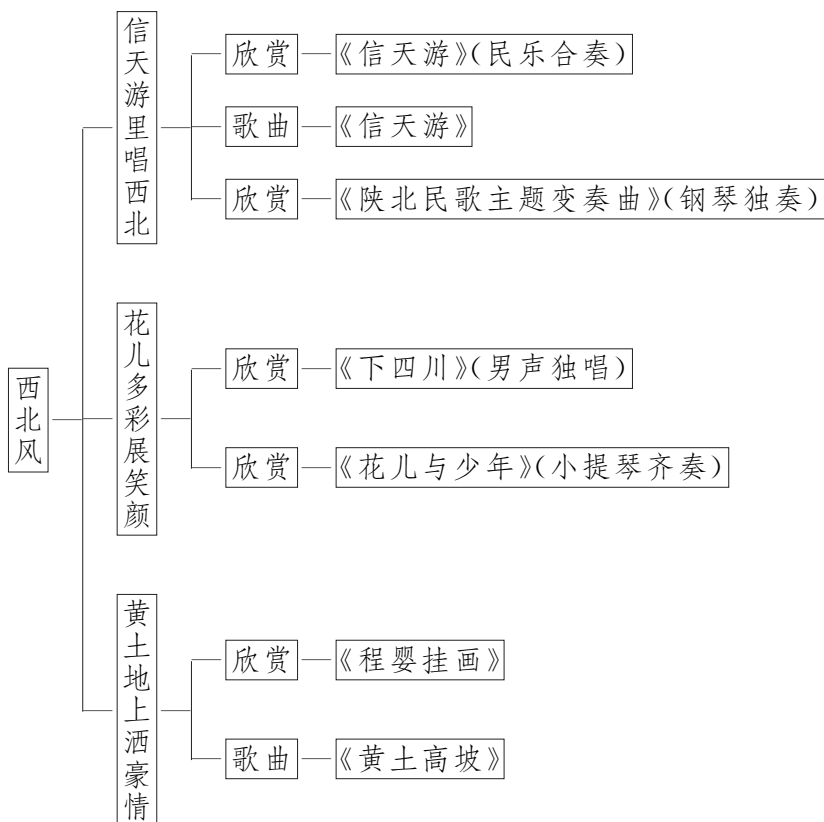 西北风
信天游里唱西北
欣赏
《信天游》(民乐合奏)
歌曲
《信天游》
欣赏
《陕北民歌主题变奏曲》(钢琴独奏)
花儿多彩展笑颜
欣赏
《下四川》(男声独唱)
欣赏
《花儿与少年》(小提琴齐奏)
黄土地上洒豪情
欣赏
《程婴挂画》
歌曲
《黄土高坡》